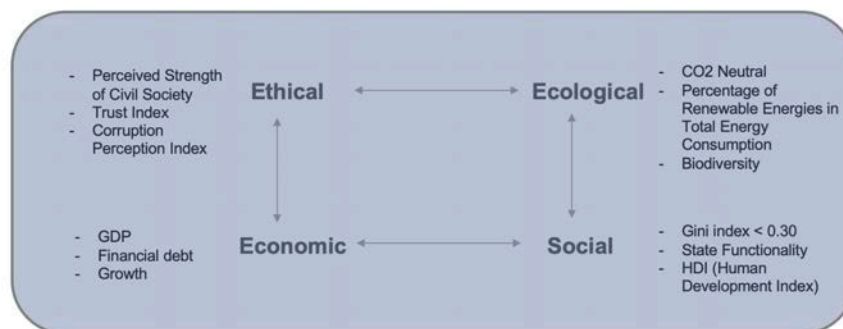 - Perceived Strength
of Civil Society
- Trust Index
- Corruption
Perception Index
Ethical
Ecological
- CO2 Neutral
- Percentage of
Renewable Energies in
Total Energy
Consumption
- Biodiversity
- GDP
- Financial debt
- Growth
Economic
Social
- Gini index < 0.30
- State Functionality
- HDI (Human
Development Index)